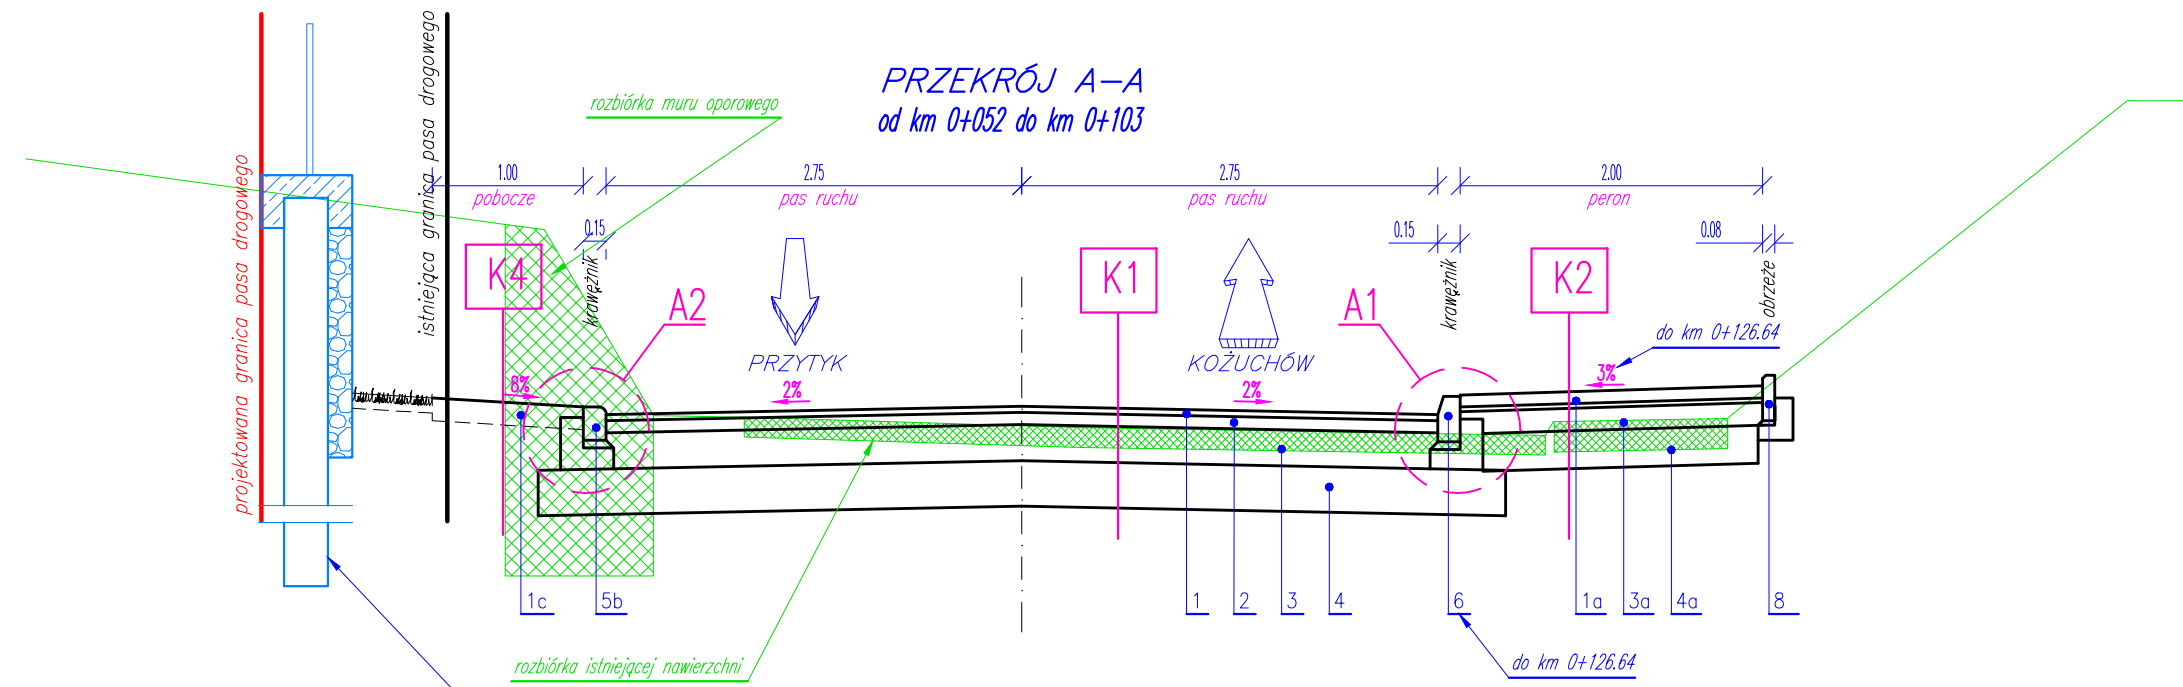 PRZEKRÓJ A-A
od km 0+052 do km 0+103
rozbiórka muru oporowego
projektowana granica pasa drogowego
istniejąca granica pasa drogowego
1.00
2.75
2.75
2.00
pobocze
pas ruchu
pas ruchu
peron
0.15
0.15
0.08
krawężnik
krawężnik
obrzeże
K4
A2
K1
A1
K2
PRZYTYK
KOŻUCHÓW
do km 0+126.64
8%
2%
2%
3%
1c
5b
1
2
3
4
6
1a
3a
4a
8
rozbiórka istniejącej nawierzchni
do km 0+126.64